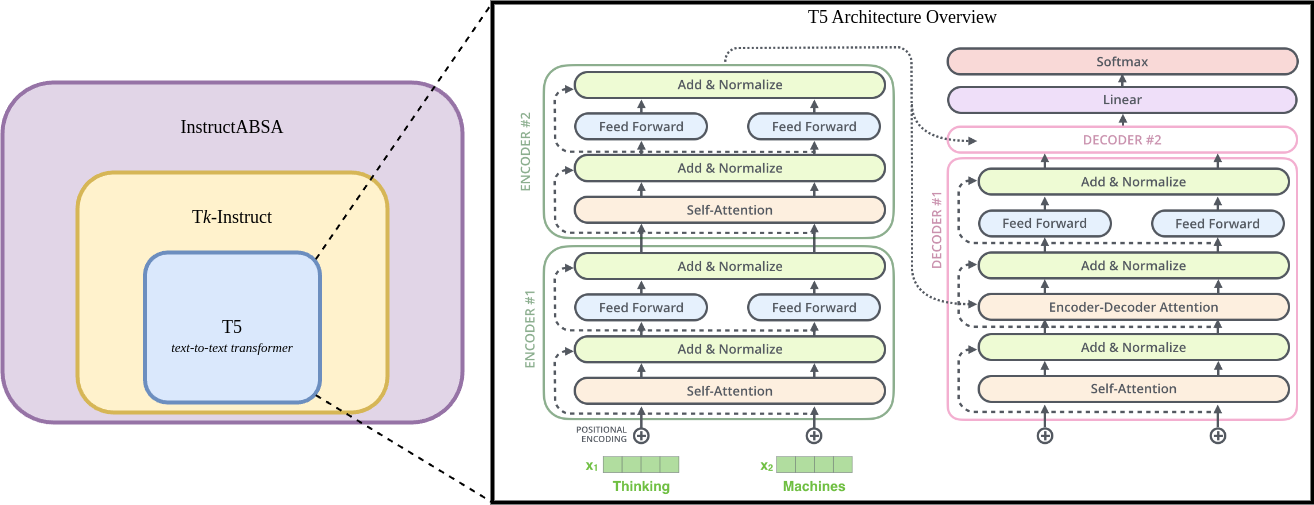 InstructABSA
Tk-Instruct
T5
text-to-text transformer
T5 Architecture Overview
ENCODER #2
Add & Normalize
Feed Forward
Feed Forward
Add & Normalize
Self-Attention
ENCODER #1
Add & Normalize
Feed Forward
Feed Forward
Add & Normalize
Self-Attention
POSITIONAL
ENCODING
x₁
x₂
Thinking
Machines
Softmax
Linear
DECODER #2
DECODER #1
Add & Normalize
Feed Forward
Feed Forward
Add & Normalize
Encoder-Decoder Attention
Add & Normalize
Self-Attention